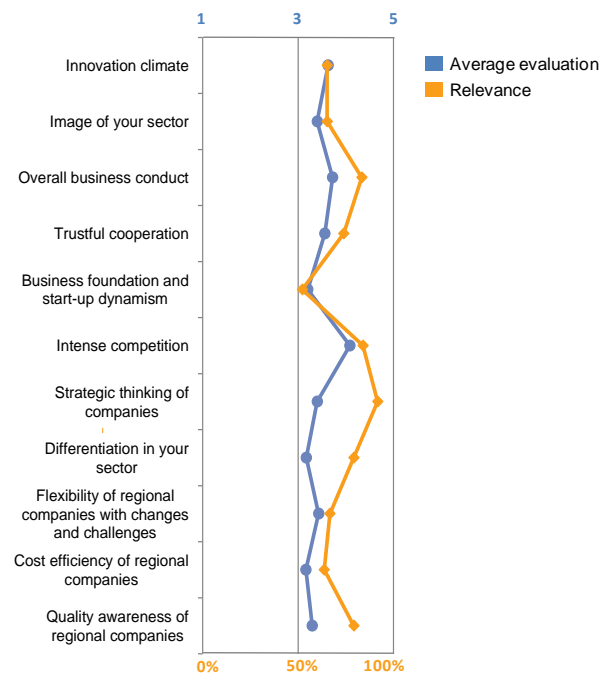 1 3 5
Innovation climate
Average evaluation
Relevance
Image of your sector
Overall business conduct
Trustful cooperation
Business foundation and
start-up dynamism
Intense competition
Strategic thinking of
companies
Differentiation in your
sector
Flexibility of regional
companies with changes
and challenges
Cost efficiency of regional
companies
Quality awareness of
regional companies
0% 50% 100%